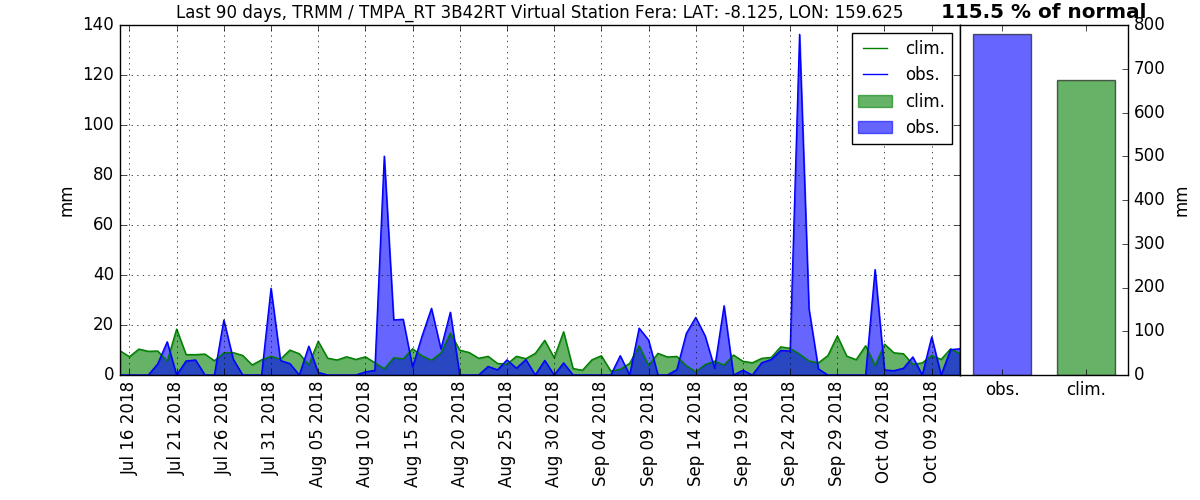 Last 90 days, TRMM / TMPA_RT 3B42RT Virtual Station Fera: LAT: -8.125, LON: 159.625
115.5 % of normal
140
120
100
80
60
40
20
0
mm
clim.
obs.
clim.
obs.
800
700
600
500
400
300
200
100
0
mm
Jul 16 2018
Jul 21 2018
Jul 26 2018
Jul 31 2018
Aug 05 2018
Aug 10 2018
Aug 15 2018
Aug 20 2018
Aug 25 2018
Aug 30 2018
Sep 04 2018
Sep 09 2018
Sep 14 2018
Sep 19 2018
Sep 24 2018
Sep 29 2018
Oct 04 2018
Oct 09 2018
obs.
clim.